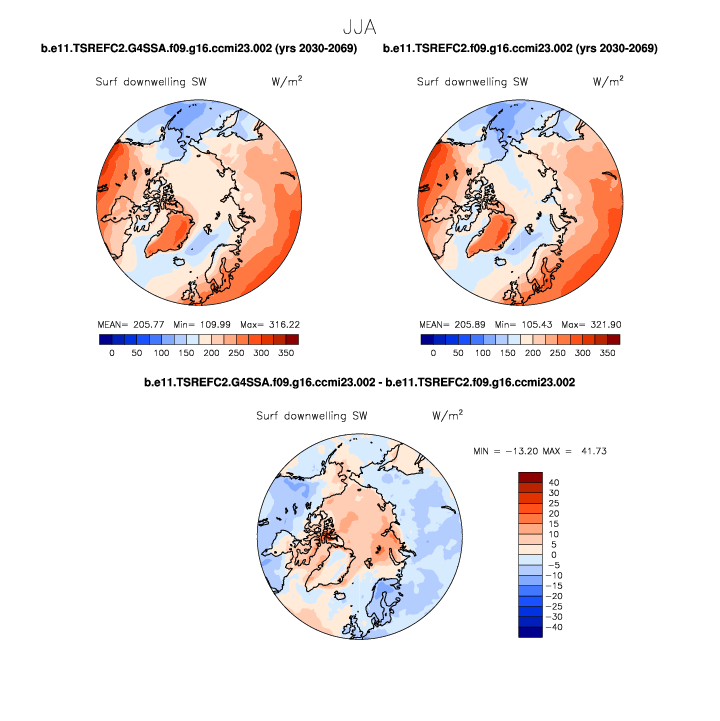 JJA
b.e11.TSREFC2.G4SSA.f09.g16.ccmi23.002 (yrs 2030-2069)
b.e11.TSREFC2.f09.g16.ccmi23.002 (yrs 2030-2069)
Surf downwelling SW W/m²
Surf downwelling SW W/m²
MEAN= 205.77 Min= 109.99 Max= 316.22
MEAN= 205.89 Min= 105.43 Max= 321.90
0 50 100 150 200 250 300 350
0 50 100 150 200 250 300 350
b.e11.TSREFC2.G4SSA.f09.g16.ccmi23.002 - b.e11.TSREFC2.f09.g16.ccmi23.002
Surf downwelling SW W/m²
MIN = −13.20 MAX = 41.73
40
30
25
20
15
10
5
0
−5
−10
−15
−20
−25
−30
−40